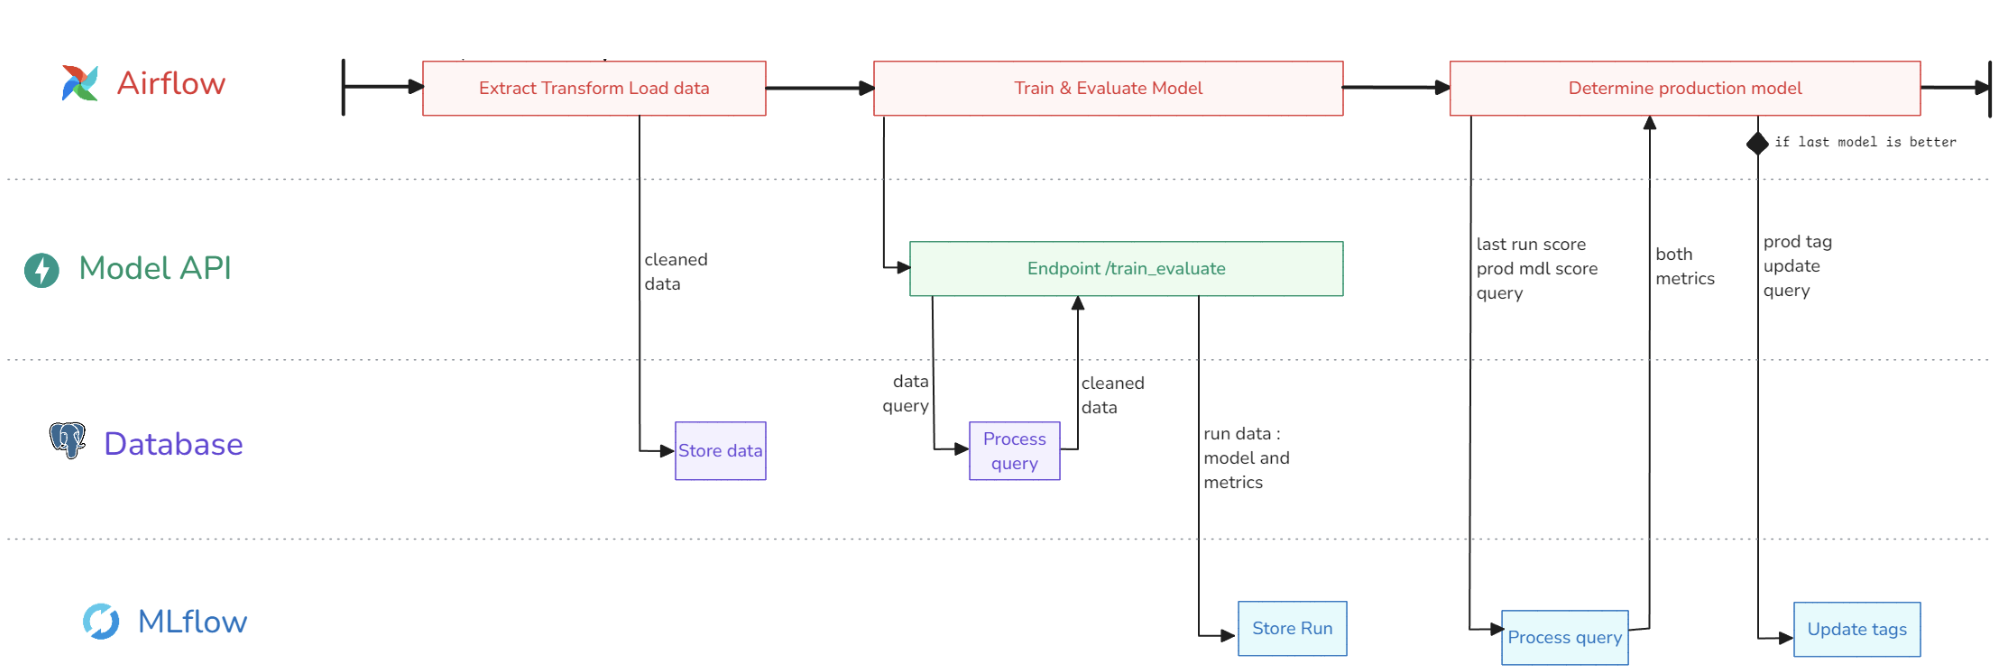 Airflow
Extract Transform Load data
Train & Evaluate Model
Determine production model
if last model is better
Model API
cleaned
data
Endpoint /train_evaluate
last run score
prod mdl score
query
both
metrics
prod tag
update
query
Database
Store data
data
query
Process
query
cleaned
data
run data :
model and
metrics
MLflow
Store Run
Process query
Update tags